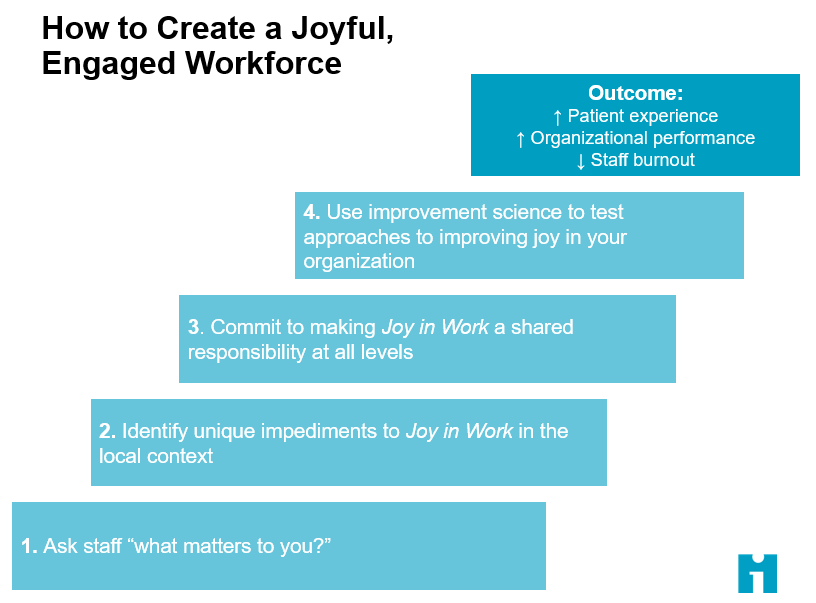 How to Create a Joyful,
Engaged Workforce
Outcome:
↑ Patient experience
↑ Organizational performance
↓ Staff burnout
4. Use improvement science to test
approaches to improving joy in your
organization
3. Commit to making Joy in Work a shared
responsibility at all levels
2. Identify unique impediments to Joy in Work in the
local context
1. Ask staff “what matters to you?”